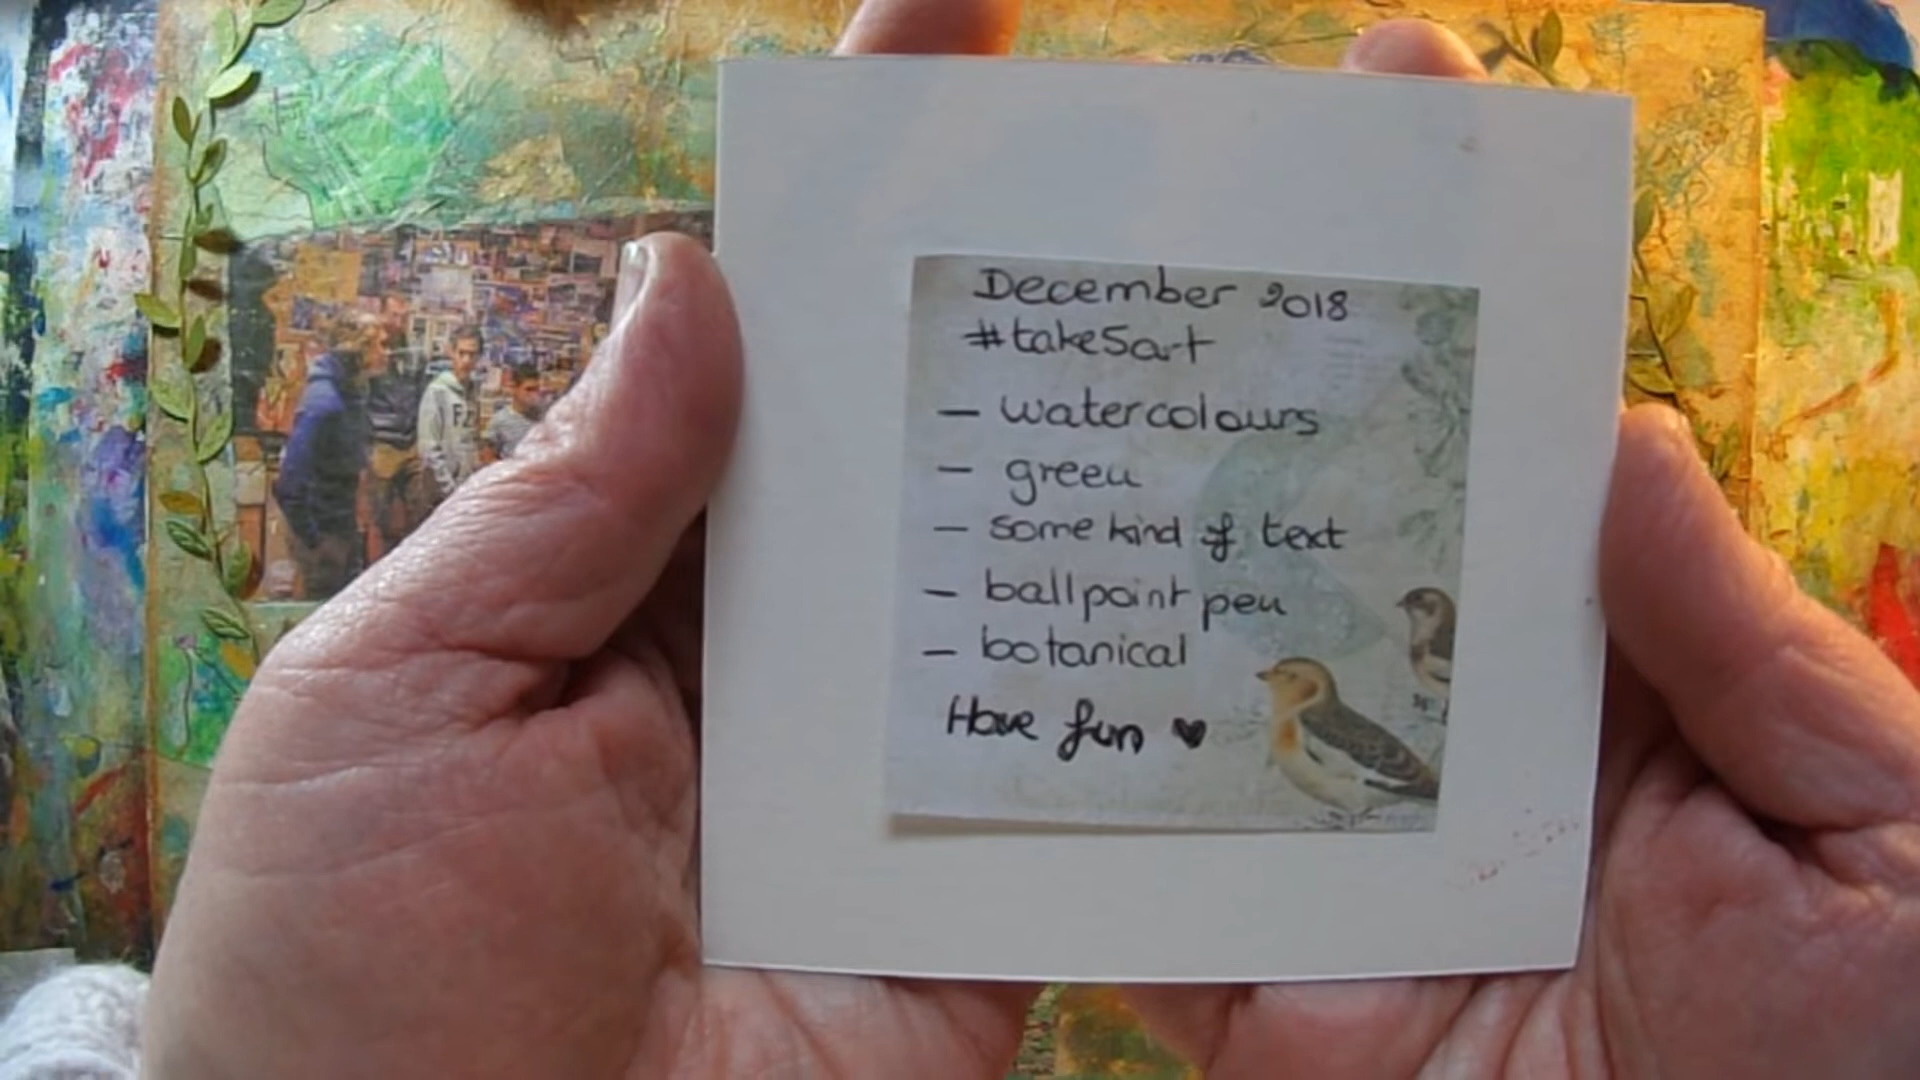 December 2018
#take5art
– watercolours
– green
– some kind of text
– ballpoint pen
– botanical
Have fun ♥